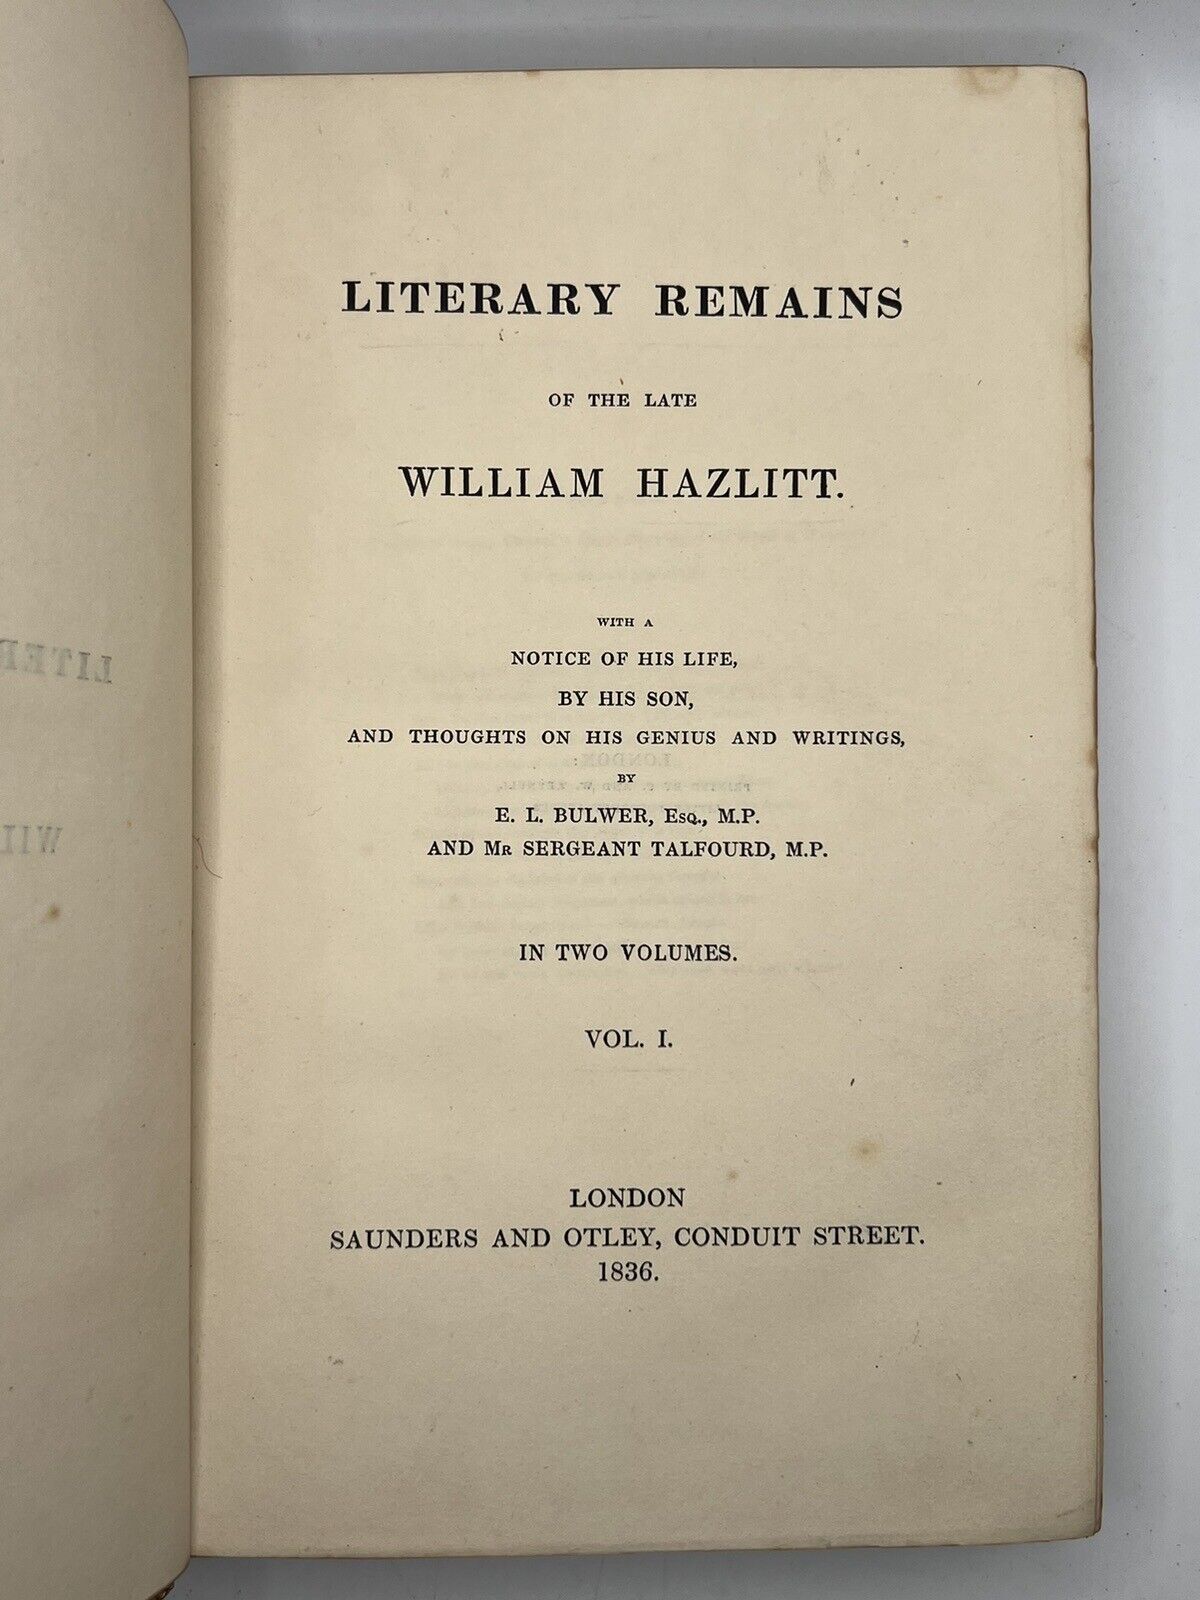 LITERARY REMAINS
OF THE LATE
WILLIAM HAZLITT.
WITH A
NOTICE OF HIS LIFE,
BY HIS SON,
AND THOUGHTS ON HIS GENIUS AND WRITINGS,
BY
E. L. BULWER, Esq., M.P.
AND Mr SERGEANT TALFOURD, M.P.
IN TWO VOLUMES.
VOL. I.
LONDON
SAUNDERS AND OTLEY, CONDUIT STREET.
1836.